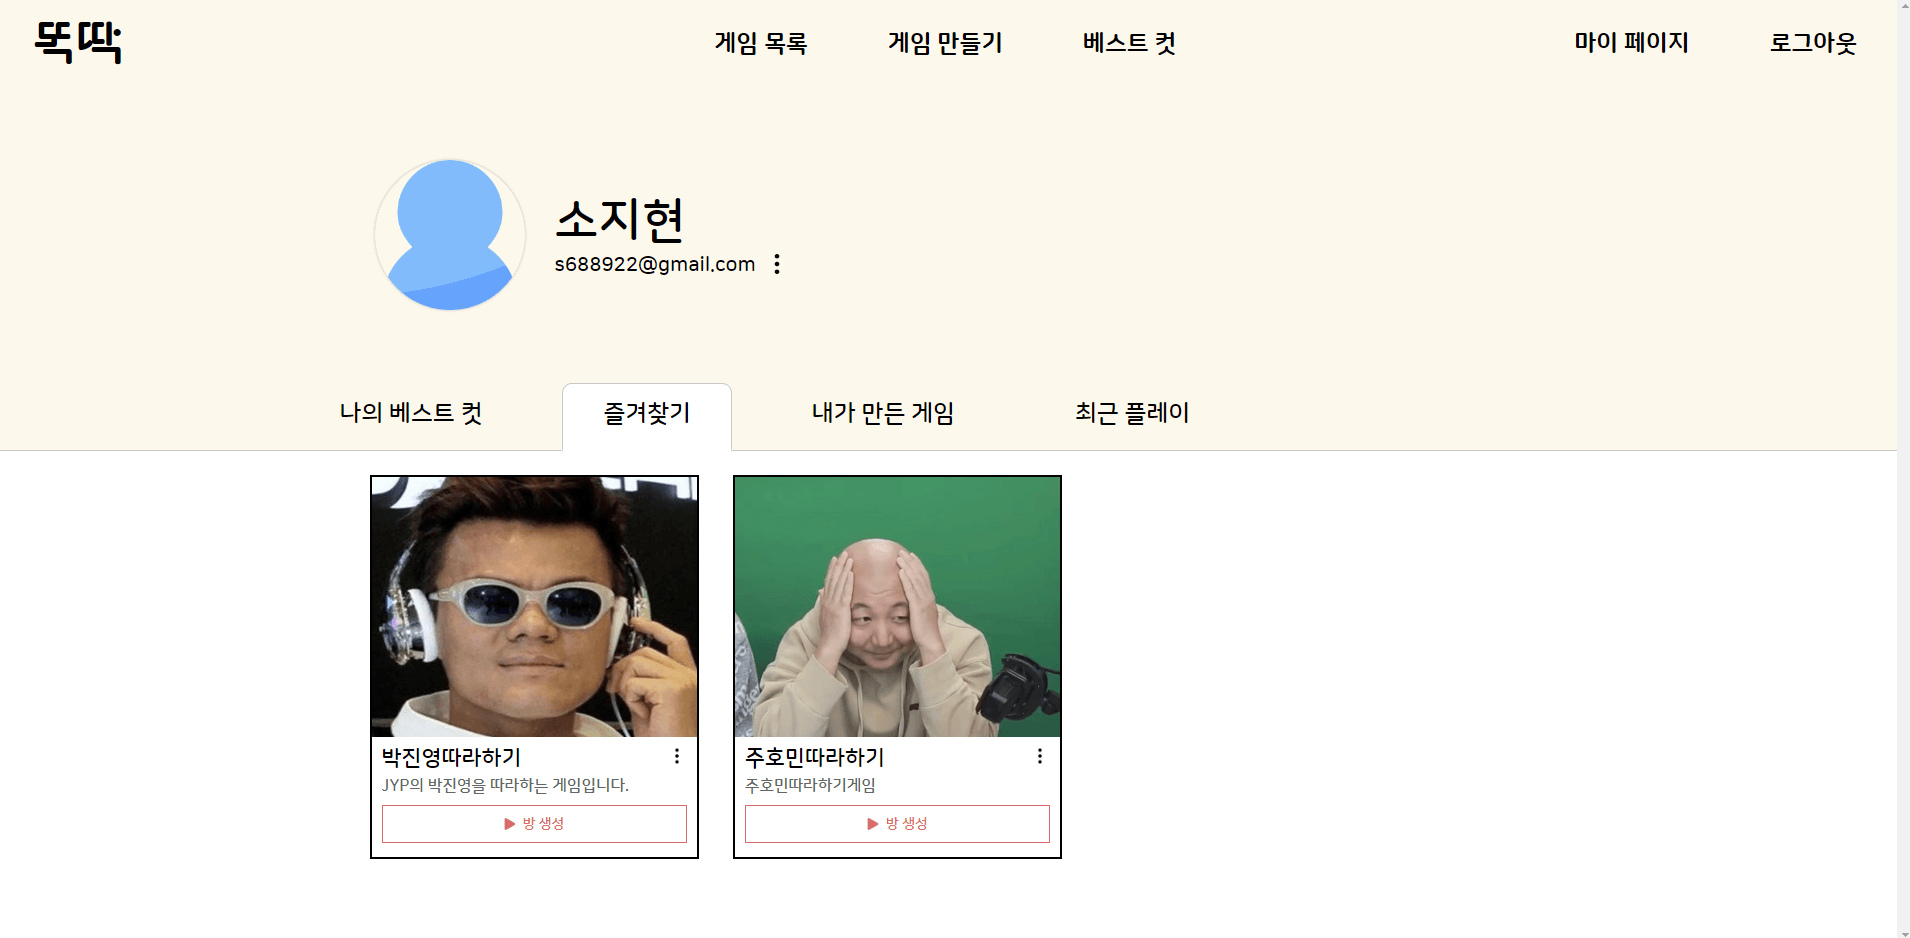 똑딱
게임 목록
게임 만들기
베스트 컷
마이 페이지
로그아웃
소지현
s688922@gmail.com
나의 베스트 컷
즐겨찾기
내가 만든 게임
최근 플레이
박진영따라하기
JYP의 박진영을 따라하는 게임입니다.
방 생성
주호민따라하기
주호민따라하기게임
방 생성